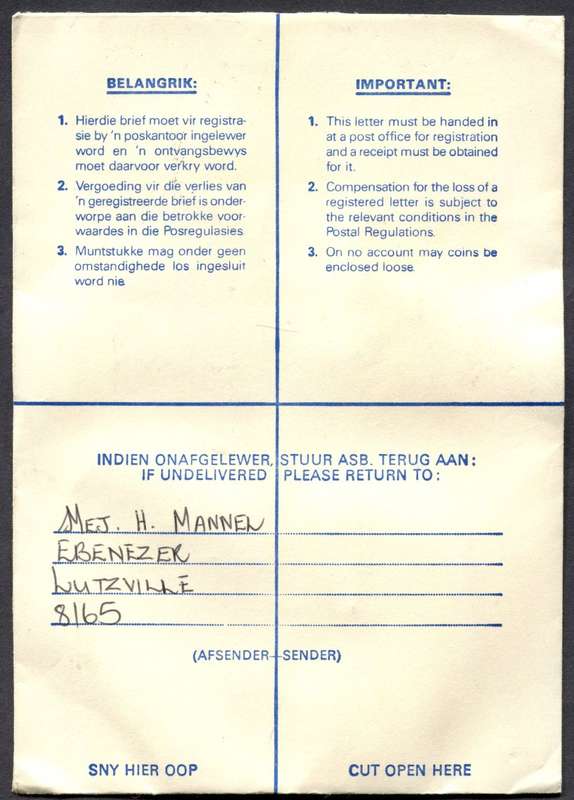 BELANGRIK:
1. Hierdie brief moet vir registra-
sie by 'n poskantoor ingelewer
word en 'n ontvangsbewys
moet daarvoor verkry word.
2. Vergoeding vir die verlies van
'n geregistreerde brief is onder-
worpe aan die betrokke voor-
waardes in die Posregulasies
3. Muntstukke mag onder geen
omstandighede los ingesluit
word nie
IMPORTANT:
1. This letter must be handed in
at a post office for registration
and a receipt must be obtained
for it.
2. Compensation for the loss of a
registered letter is subject to
the relevant conditions in the
Postal Regulations.
3. On no account may coins be
enclosed loose
INDIEN ONAFGELEWER, STUUR ASB. TERUG AAN:
IF UNDELIVERED PLEASE RETURN TO:
MEJ. H. MANNEL
EBENEZER
LUTZVILLE
8165
(AFSENDER-SENDER)
SNY HIER OOP
CUT OPEN HERE